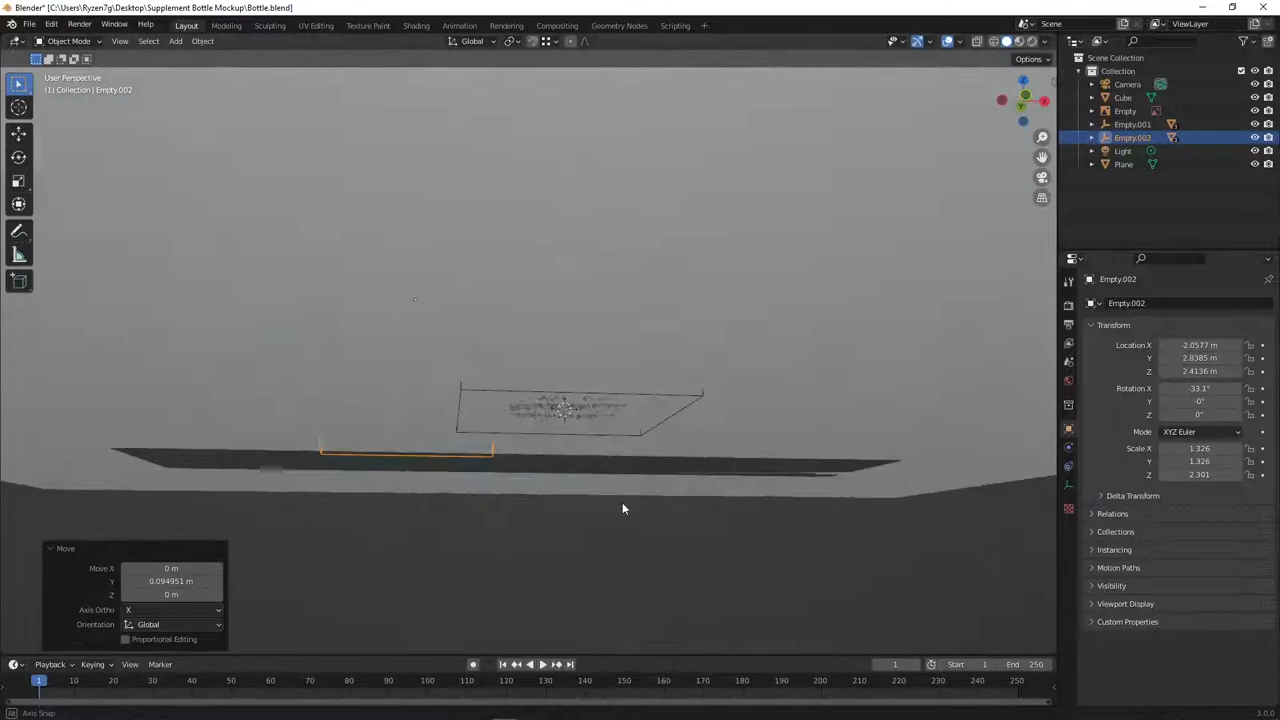 Blender* [C:\Users\Ryzen7g\Desktop\Supplement Bottle Mockup\Bottle.blend]
File Edit Render Window Help Layout Modeling Sculpting UV Editing Texture Paint Shading Animation Rendering Compositing Geometry Nodes Scripting Scene ViewLayer
Object Mode View Select Add Object Global
Options
User Perspective
(1) Collection | Empty.002
Z
X
Y
Scene Collection
Collection
Camera
Cube
Empty
Empty.001
Empty.002
Light
Plane
Empty.002
Empty.002
Transform
Location X -2.0577 m
Y 2.8385 m
Z 2.4136 m
Rotation X -33.1°
Y -0°
Z 0°
Mode XYZ Euler
Scale X 1.326
Y 1.326
Z 2.301
Delta Transform
Relations
Collections
Instancing
Motion Paths
Visibility
Viewport Display
Custom Properties
Move
Move X 0 m
Y 0.094951 m
Z 0 m
Axis Ortho X
Orientation Global
Proportional Editing
Playback Keying View Marker 1 Start 1 End 250
1 10 20 30 40 50 60 70 80 90 100 110 120 130 140 150 160 170 180 190 200 210 220 230 240 250
Axis Snap 3.0.0